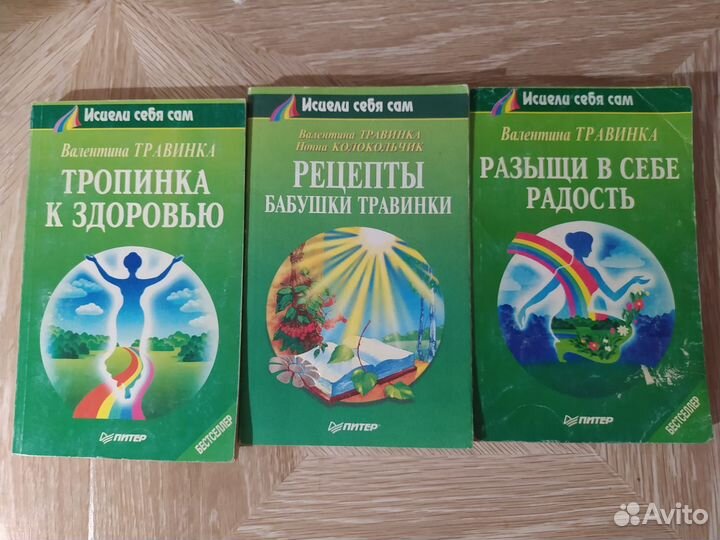 Исцели себя сам
Валентина ТРАВИНКА
ТРОПИНКА
К ЗДОРОВЬЮ
ПИТЕР
БЕСТСЕЛЛЕР
Исцели себя сам
Валентина ТРАВИНКА
Нонна КОЛОКОЛЬЧИК
РЕЦЕПТЫ
БАБУШКИ ТРАВИНКИ
ПИТЕР
Исцели себя сам
Валентина ТРАВИНКА
РАЗЫЩИ В СЕБЕ
РАДОСТЬ
ПИТЕР
БЕСТСЕЛЛЕР
Avito